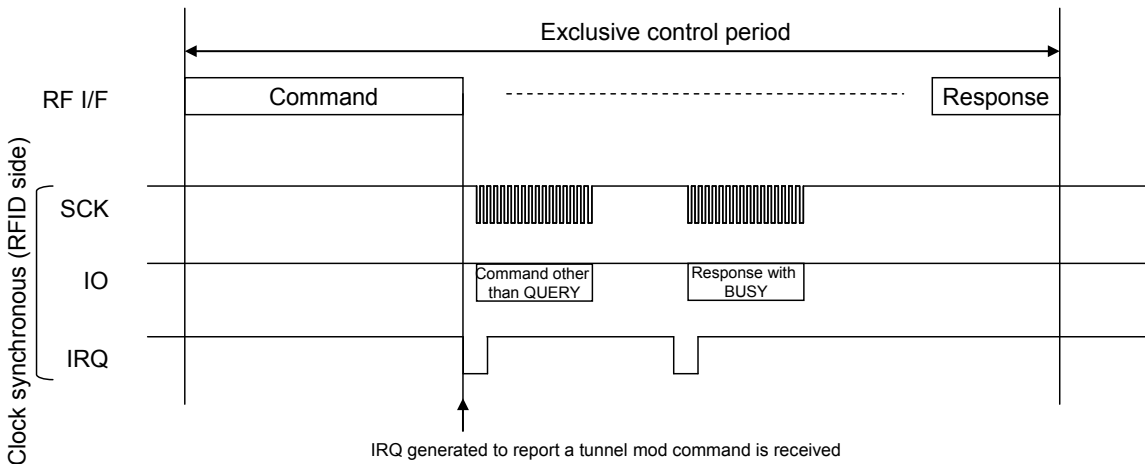 Exclusive control period
RF I/F
Command
Response
Clock synchronous (RFID side)
SCK
IO
Command other
than QUERY
Response with
BUSY
IRQ
IRQ generated to report a tunnel mod command is received